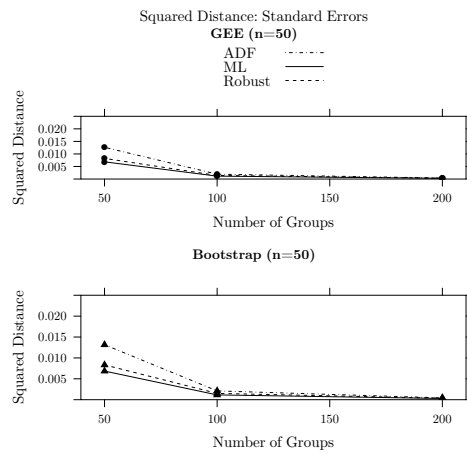 Squared Distance: Standard Errors
GEE (n=50)
ADF
ML
Robust
Squared Distance
0.020
0.015
0.010
0.005
50 100 150 200
Number of Groups
Bootstrap (n=50)
Squared Distance
0.020
0.015
0.010
0.005
50 100 150 200
Number of Groups